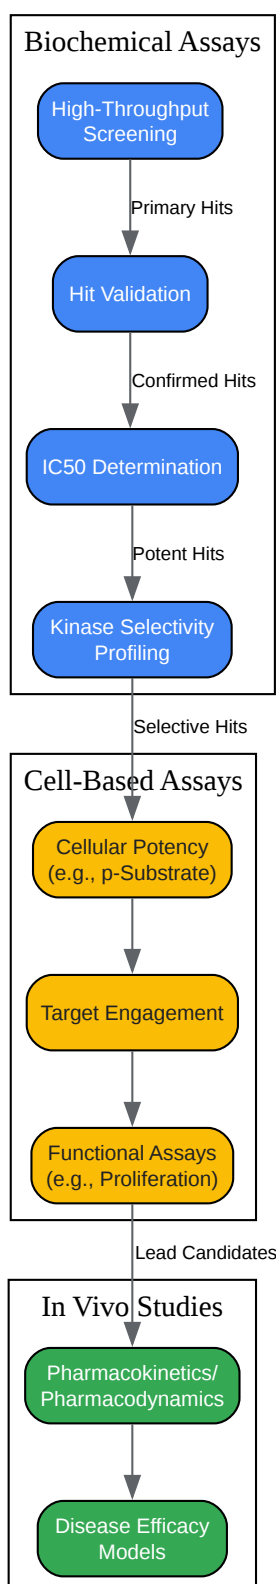 Biochemical Assays
High-Throughput
Screening
Primary Hits
Hit Validation
Confirmed Hits
IC50 Determination
Potent Hits
Kinase Selectivity
Profiling
Selective Hits
Cell-Based Assays
Cellular Potency
(e.g., p-Substrate)
Target Engagement
Functional Assays
(e.g., Proliferation)
Lead Candidates
In Vivo Studies
Pharmacokinetics/
Pharmacodynamics
Disease Efficacy
Models